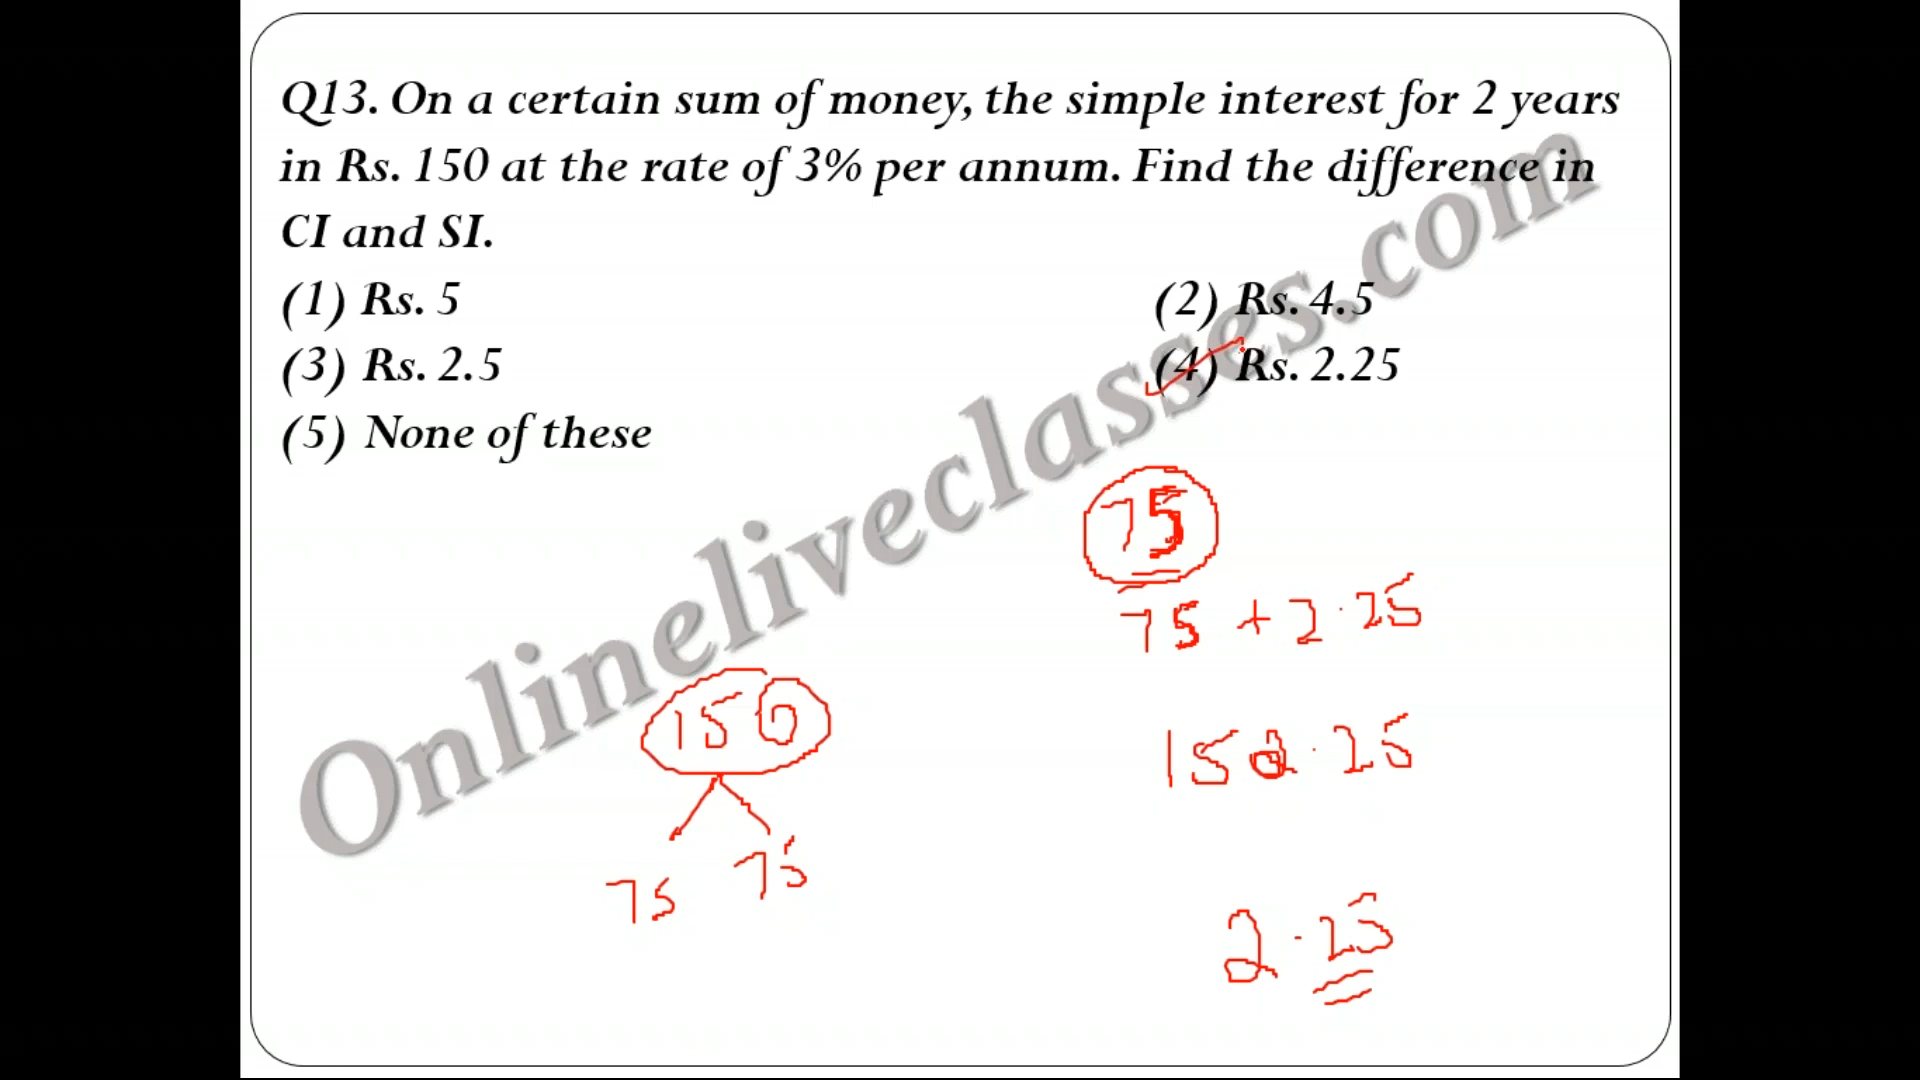 Q13. On a certain sum of money, the simple interest for 2 years
in Rs. 150 at the rate of 3% per annum. Find the difference in
CI and SI.
(1) Rs. 5 (2) Rs. 4.5
(3) Rs. 2.5 (4) Rs. 2.25
(5) None of these
Onlineliveclasses.com
75
75 + 2.25
150
152.25
75 75
2.25